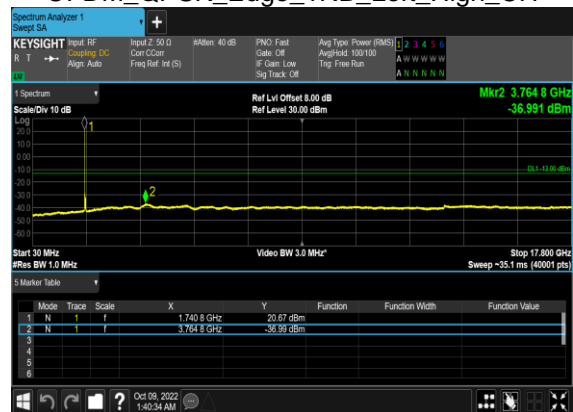 Spectrum Analyzer 1
Swept SA
KEYSIGHT Input: RF Input Z: 50 Ω #Atten: 40 dB PNO: Fast Avg Type: Power (RMS) 1 2 3 4 5 6
R T Coupling: DC Corr CCorr Gate: Off Avg|Hold: 100/100 A W W W W W
Align: Auto Freq Ref: Int (S) IF Gain: Low Trig: Free Run
LU Sig Track: Off A N N N N N
1 Spectrum Ref Lvl Offset 8.00 dB Mkr2 3.764 8 GHz
Scale/Div 10 dB Ref Level 30.00 dBm -36.991 dBm
Log
20.0
10.0
0.00
-10.0
-20.0
-30.0
-40.0
-50.0
-60.0
1
2
DL1 -13.00 dBm
Start 30 MHz Video BW 3.0 MHz* Stop 17.800 GHz
#Res BW 1.0 MHz Sweep ~35.1 ms (40001 pts)
5 Marker Table
Mode Trace Scale X Y Function Function Width Function Value
1 N 1 f 1.740 8 GHz 20.67 dBm
2 N 1 f 3.764 8 GHz -36.99 dBm
3
4
5
6
? Oct 09, 2022
1:40:34 AM